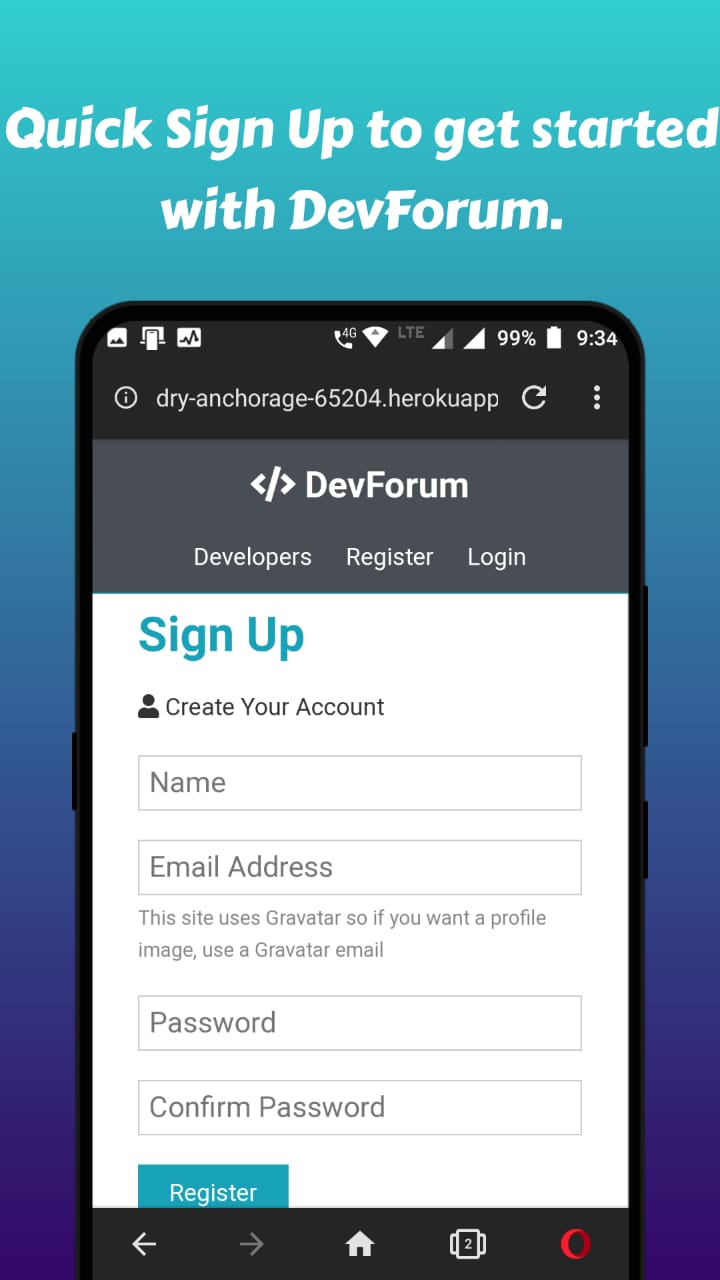 Quick Sign Up to get started
with DevForum.
4G LTE 99% 9:34
dry-anchorage-65204.herokuapp
</> DevForum
Developers Register Login
Sign Up
Create Your Account
Name
Email Address
This site uses Gravatar so if you want a profile
image, use a Gravatar email
Password
Confirm Password
Register
2